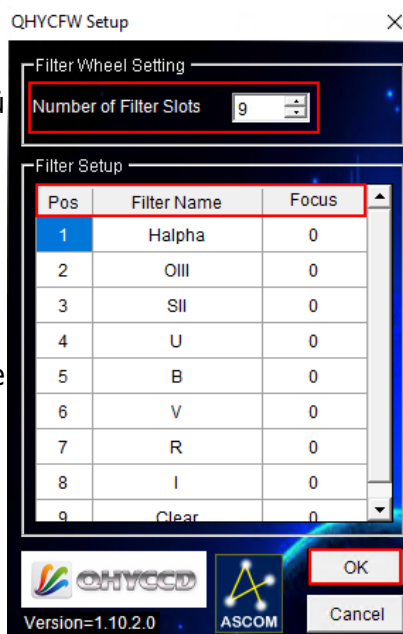 QHYCFW Setup
Filter Wheel Setting
Number of Filter Slots 9
Filter Setup
Pos Filter Name Focus
1 Halpha 0
2 OIII 0
3 SII 0
4 U 0
5 B 0
6 V 0
7 R 0
8 I 0
9 Clear 0
QHYCCD
ASCOM
OK
Version=1.10.2.0
Cancel